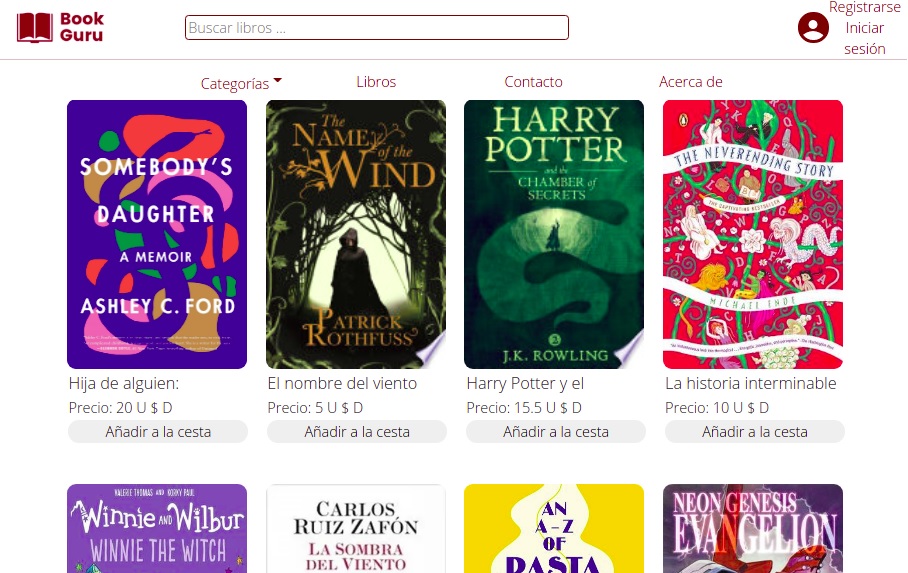 Book
Guru
Buscar libros ...
Registrarse
Iniciar
sesión
Categorías
Libros
Contacto
Acerca de
SOMEBODY'S
DAUGHTER
A MEMOIR
ASHLEY C. FORD
The
NAME
of the
WIND
PATRICK
ROTHFUSS
HARRY
POTTER
and the
CHAMBER of
SECRETS
2
J.K. ROWLING
THE NEVERENDING STORY
THE CAPTIVATING BESTSELLER
MICHAEL ENDE
Hija de alguien:
El nombre del viento
Harry Potter y el
La historia interminable
Precio: 20 U $ D
Precio: 5 U $ D
Precio: 15.5 U $ D
Precio: 10 U $ D
Añadir a la cesta
Añadir a la cesta
Añadir a la cesta
Añadir a la cesta
VALERIE THOMAS AND KORKY PAUL
Winnie AND Wilbur
WINNIE THE WITCH
CARLOS
RUIZ ZAFÓN
LA SOMBRA
DEL VIENTO
AN
A-Z
OF
PASTA
NEON GENESIS
EVANGELION